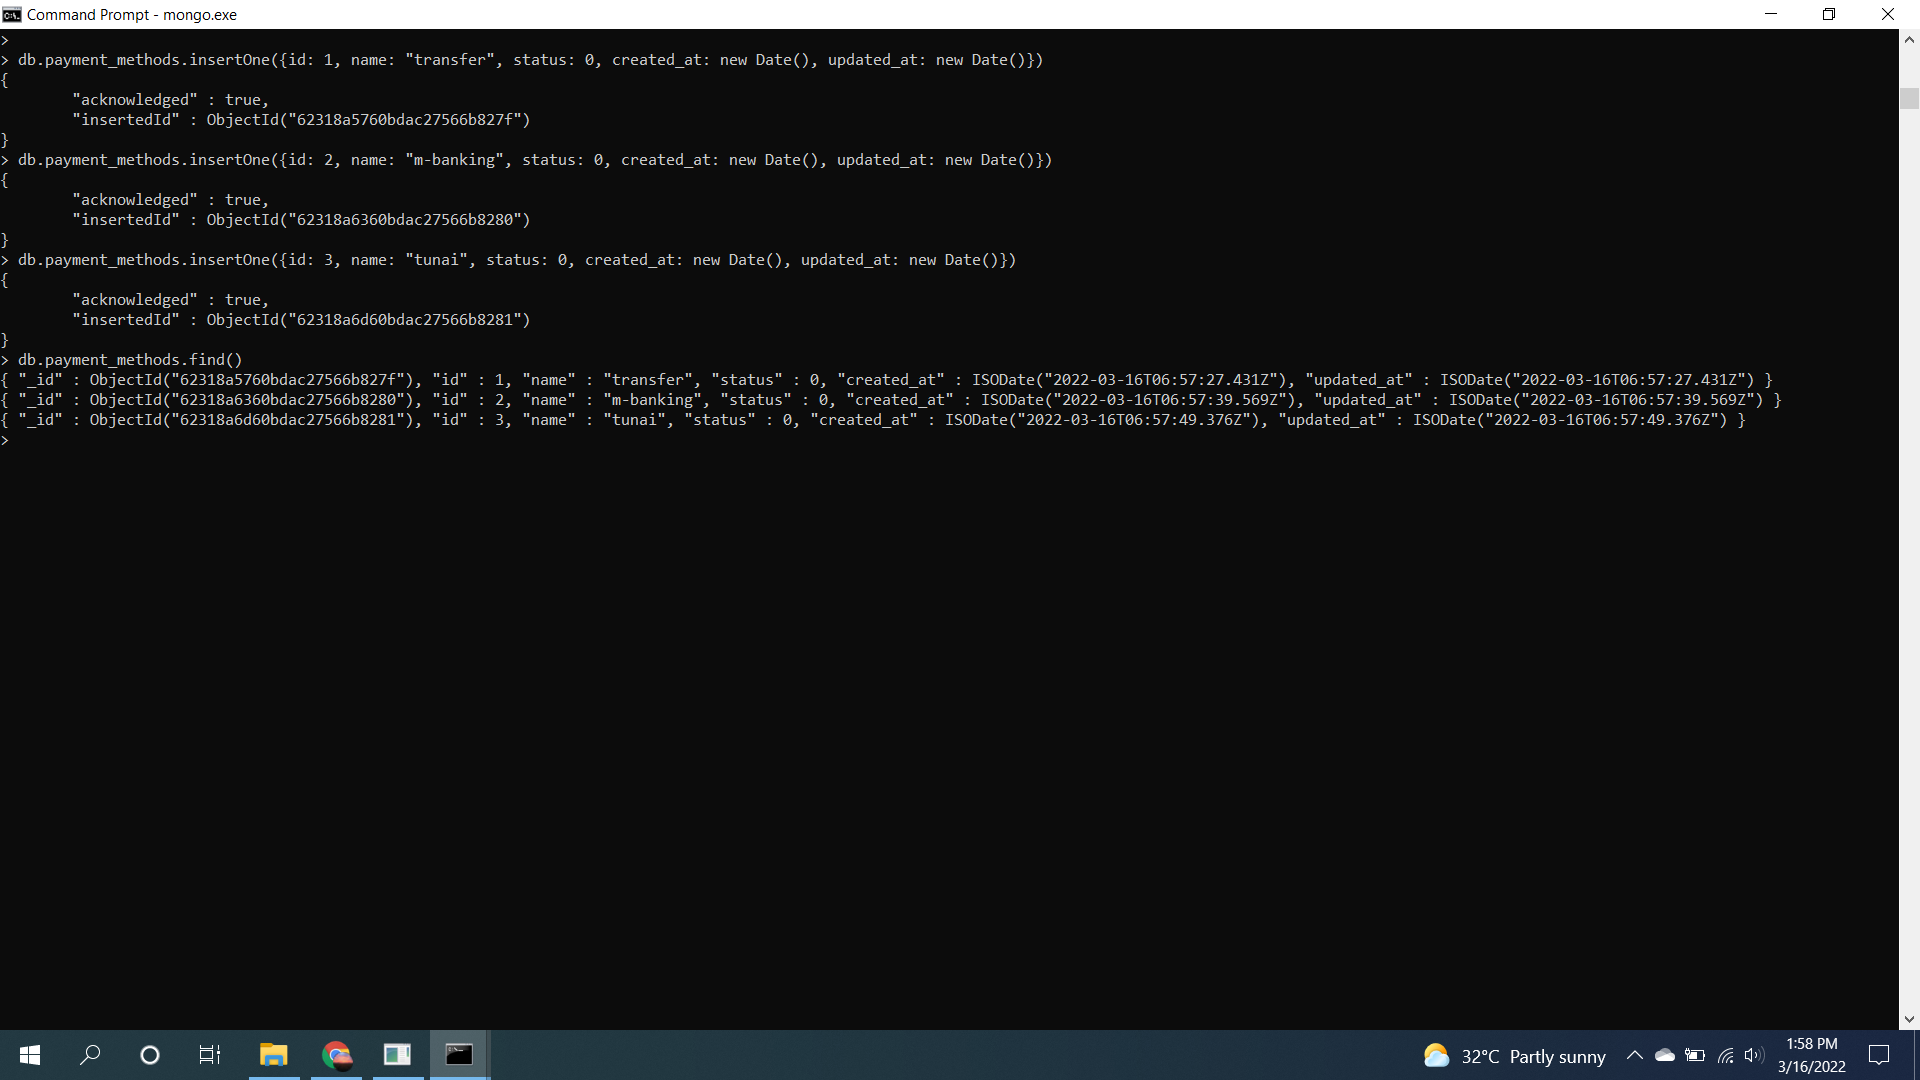 Command Prompt - mongo.exe
>
> db.payment_methods.insertOne({id: 1, name: "transfer", status: 0, created_at: new Date(), updated_at: new Date()})
{
        "acknowledged" : true,
        "insertedId" : ObjectId("62318a5760bdac27566b827f")
}
> db.payment_methods.insertOne({id: 2, name: "m-banking", status: 0, created_at: new Date(), updated_at: new Date()})
{
        "acknowledged" : true,
        "insertedId" : ObjectId("62318a6360bdac27566b8280")
}
> db.payment_methods.insertOne({id: 3, name: "tunai", status: 0, created_at: new Date(), updated_at: new Date()})
{
        "acknowledged" : true,
        "insertedId" : ObjectId("62318a6d60bdac27566b8281")
}
> db.payment_methods.find()
{ "_id" : ObjectId("62318a5760bdac27566b827f"), "id" : 1, "name" : "transfer", "status" : 0, "created_at" : ISODate("2022-03-16T06:57:27.431Z"), "updated_at" : ISODate("2022-03-16T06:57:27.431Z") }
{ "_id" : ObjectId("62318a6360bdac27566b8280"), "id" : 2, "name" : "m-banking", "status" : 0, "created_at" : ISODate("2022-03-16T06:57:39.569Z"), "updated_at" : ISODate("2022-03-16T06:57:39.569Z") }
{ "_id" : ObjectId("62318a6d60bdac27566b8281"), "id" : 3, "name" : "tunai", "status" : 0, "created_at" : ISODate("2022-03-16T06:57:49.376Z"), "updated_at" : ISODate("2022-03-16T06:57:49.376Z") }
>
32°C Partly sunny
1:58 PM
3/16/2022